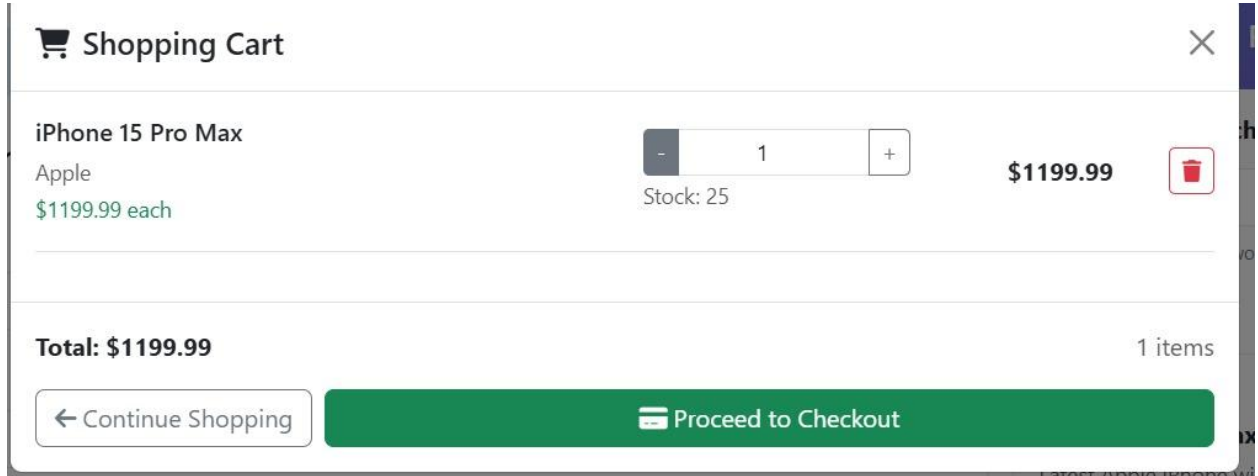 Shopping Cart
iPhone 15 Pro Max
Apple
$1199.99 each
- 1 +
Stock: 25
$1199.99
Total: $1199.99
1 items
Continue Shopping
Proceed to Checkout